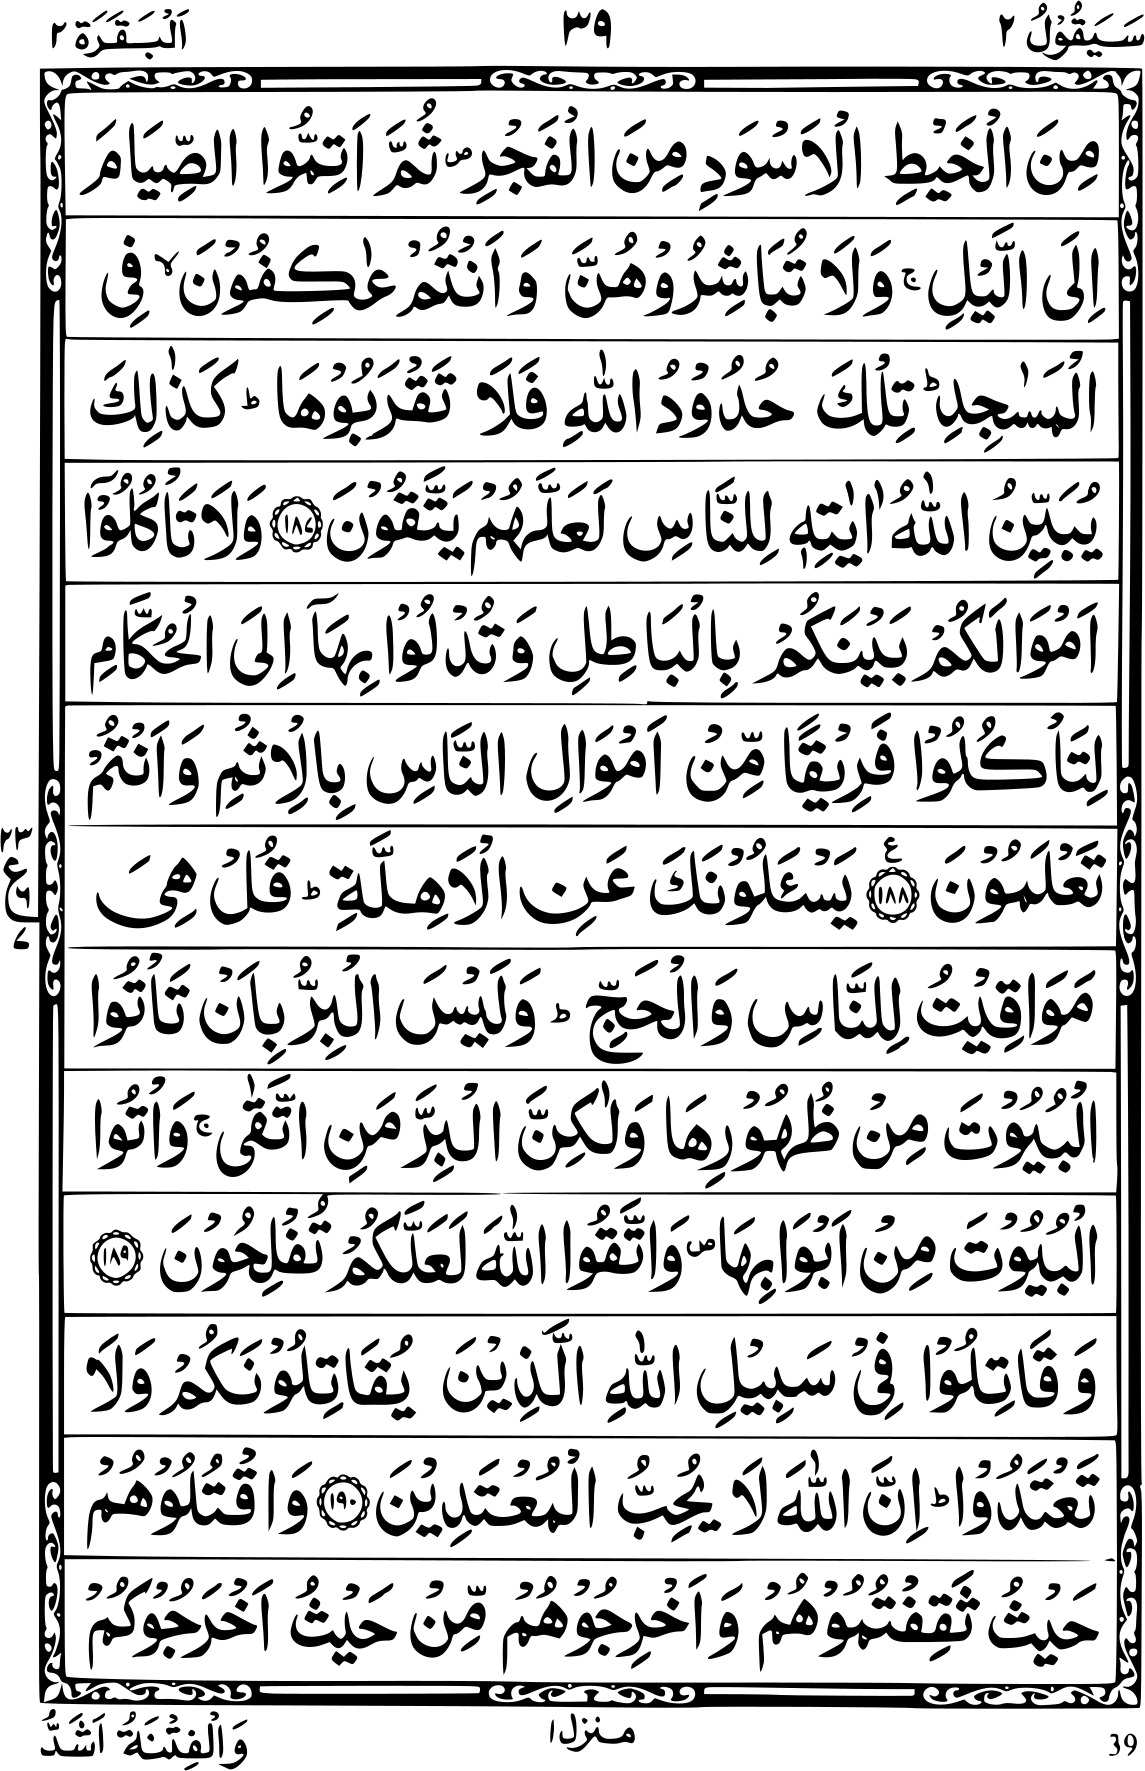 سَيَقُوْلُ ٢
٣٩
اَلْبَقَرَة ٢
مِنَ الْخَيْطِ الْاَسْوَدِ مِنَ الْفَجْرِ ۪ ثُمَّ اَتِمُّوا الصِّيَامَ
اِلَى الَّيْلِ ۚ وَلَا تُبَاشِرُوْهُنَّ وَاَنْتُمْ عٰكِفُوْنَ ۙ فِى
الْمَسٰجِدِ ؕ تِلْكَ حُدُوْدُ اللّٰهِ فَلَا تَقْرَبُوْهَا ؕ كَذٰلِكَ
يُبَيِّنُ اللّٰهُ اٰيٰتِهٖ لِلنَّاسِ لَعَلَّهُمْ يَتَّقُوْنَ ١٨٧ وَلَا تَاْكُلُوْٓا
اَمْوَالَكُمْ بَيْنَكُمْ بِالْبَاطِلِ وَتُدْلُوْا بِهَآ اِلَى الْحُكَّامِ
لِتَاْكُلُوْا فَرِيْقًا مِّنْ اَمْوَالِ النَّاسِ بِالْاِثْمِ وَاَنْتُمْ
تَعْلَمُوْنَ ١٨٨ ع يَسْـَٔلُوْنَكَ عَنِ الْاَهِلَّةِ ؕ قُلْ هِىَ
٢٣
ع
٦
٧
مَوَاقِيْتُ لِلنَّاسِ وَالْحَجِّ ؕ وَلَيْسَ الْبِرُّ بِاَنْ تَاْتُوا
الْبُيُوْتَ مِنْ ظُهُوْرِهَا وَلٰكِنَّ الْبِرَّ مَنِ اتَّقٰى ۚ وَاْتُوا
الْبُيُوْتَ مِنْ اَبْوَابِهَا ۪ وَاتَّقُوا اللّٰهَ لَعَلَّكُمْ تُفْلِحُوْنَ ١٨٩
وَقَاتِلُوْا فِىْ سَبِيْلِ اللّٰهِ الَّذِيْنَ يُقَاتِلُوْنَكُمْ وَلَا
تَعْتَدُوْا ؕ اِنَّ اللّٰهَ لَا يُحِبُّ الْمُعْتَدِيْنَ ١٩٠ وَاقْتُلُوْهُمْ
حَيْثُ ثَقِفْتُمُوْهُمْ وَاَخْرِجُوْهُمْ مِّنْ حَيْثُ اَخْرَجُوْكُمْ
وَالْفِتْنَةُ اَشَدُّ
منزل ١
39